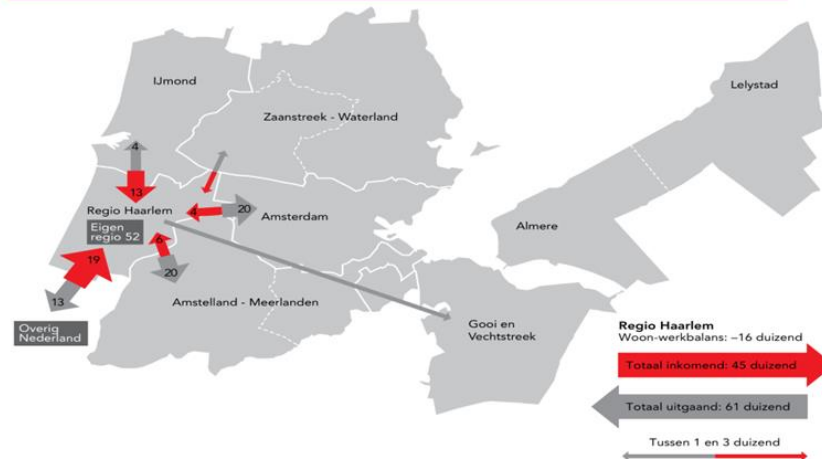 IJmond
Lelystad
Zaanstreek - Waterland
4
13
Regio Haarlem
4
20
Amsterdam
Eigen
regio 52
Almere
6
19
20
13
Amstelland - Meerlanden
Overig
Nederland
Gooi en
Vechtstreek
Regio Haarlem
Woon-werkbalans: –16 duizend
Totaal inkomend: 45 duizend
Totaal uitgaand: 61 duizend
Tussen 1 en 3 duizend